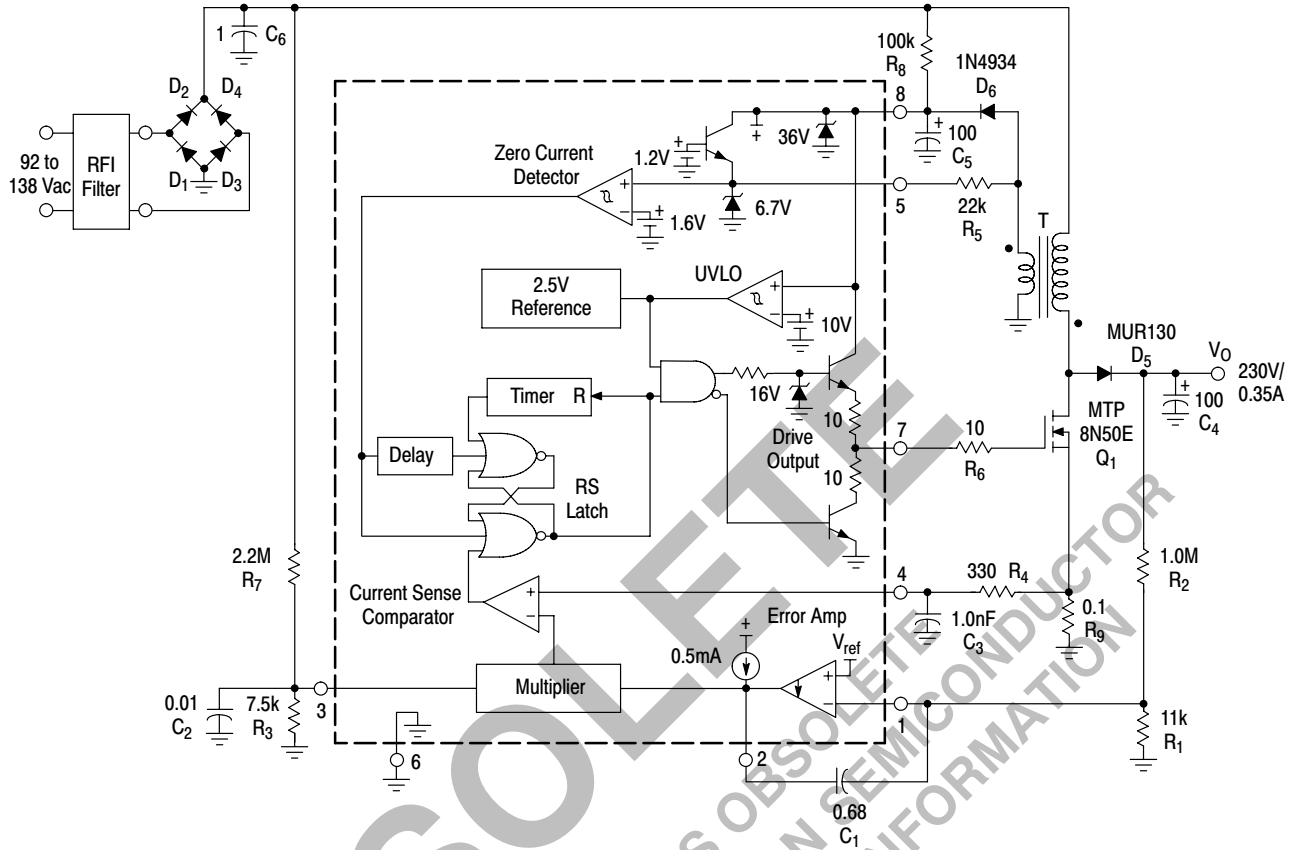 1
C6
100k
R8
1N4934
D6
D2
D4
8
92 to
138 Vac
RFI
Filter
D1
D3
Zero Current
Detector
1.2V
+
+
36V
+
100
C5
+
−
1.6V
+
6.7V
5
22k
R5
T
2.5V
Reference
UVLO
+
−
10V
+
MUR130
D5
VO
230V/
0.35A
+
100
C4
Timer
R
16V
10
Drive
Output
10
7
10
R6
MTP
8N50E
Q1
Delay
RS
Latch
2.2M
R7
1.0M
R2
Current Sense
Comparator
+
−
4
330
R4
1.0nF
C3
0.1
R9
Error Amp
+
0.5mA
Vref
+
−
Multiplier
1
0.01
C2
7.5k
R3
3
11k
R1
6
2
0.68
C1
SOLETE
S OBSOLETE
N SEMICONDUCTOR
INFORMATION